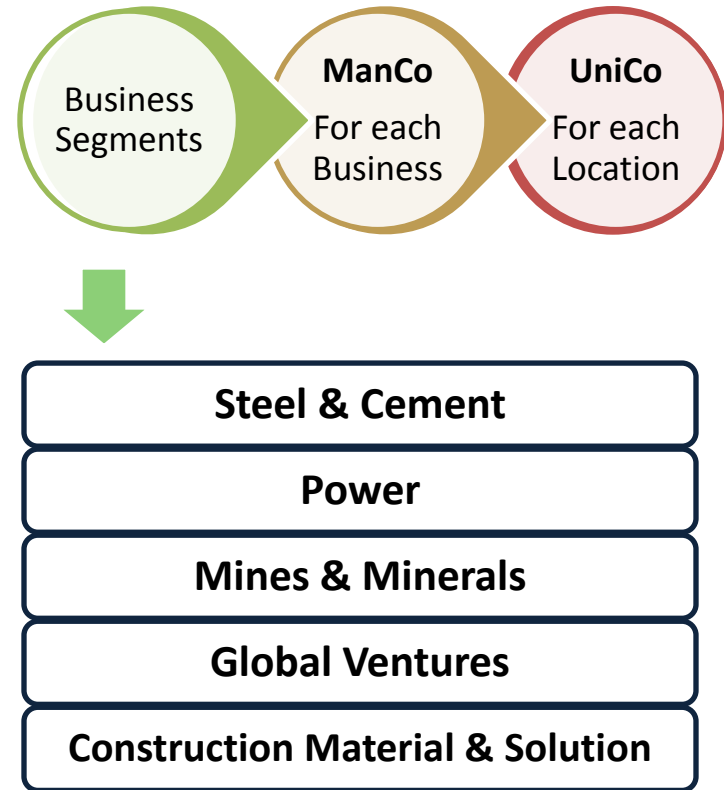 Business
Segments
ManCo
For each
Business
UniCo
For each
Location
Steel & Cement
Power
Mines & Minerals
Global Ventures
Construction Material & Solution